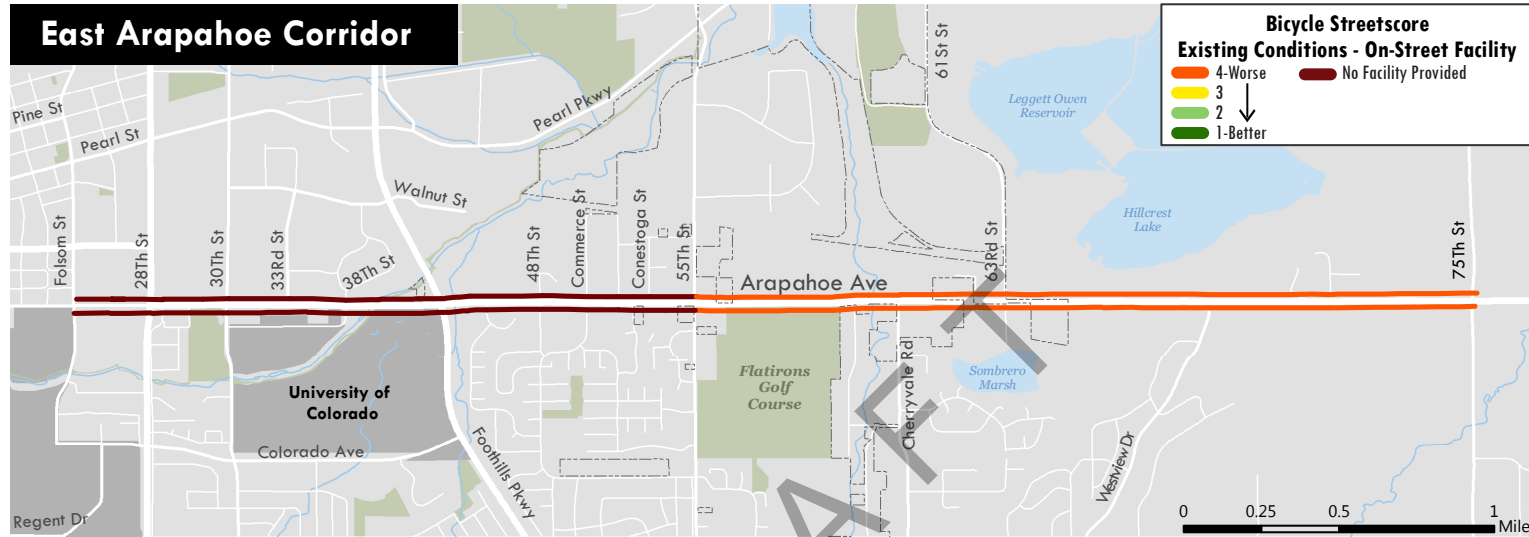 East Arapahoe Corridor
Bicycle Streetscore
Existing Conditions - On-Street Facility
4-Worse
No Facility Provided
3
2
1-Better
61St St
Leggett Owen
Reservoir
Pine St
Pearl St
Pearl Pkwy
Walnut St
Hillcrest
Lake
Folsom St
28Th St
30Th St
33Rd St
38Th St
48Th St
Commerce St
Conestoga St
55Th St
Arapahoe Ave
63Rd St
75Th St
University of
Colorado
Flatirons
Golf
Course
Cherryvale Rd
Sombrero
Marsh
Colorado Ave
Foothills Pkwy
Westview Dr
Regent Dr
0 0.25 0.5 1
Mile
A F T